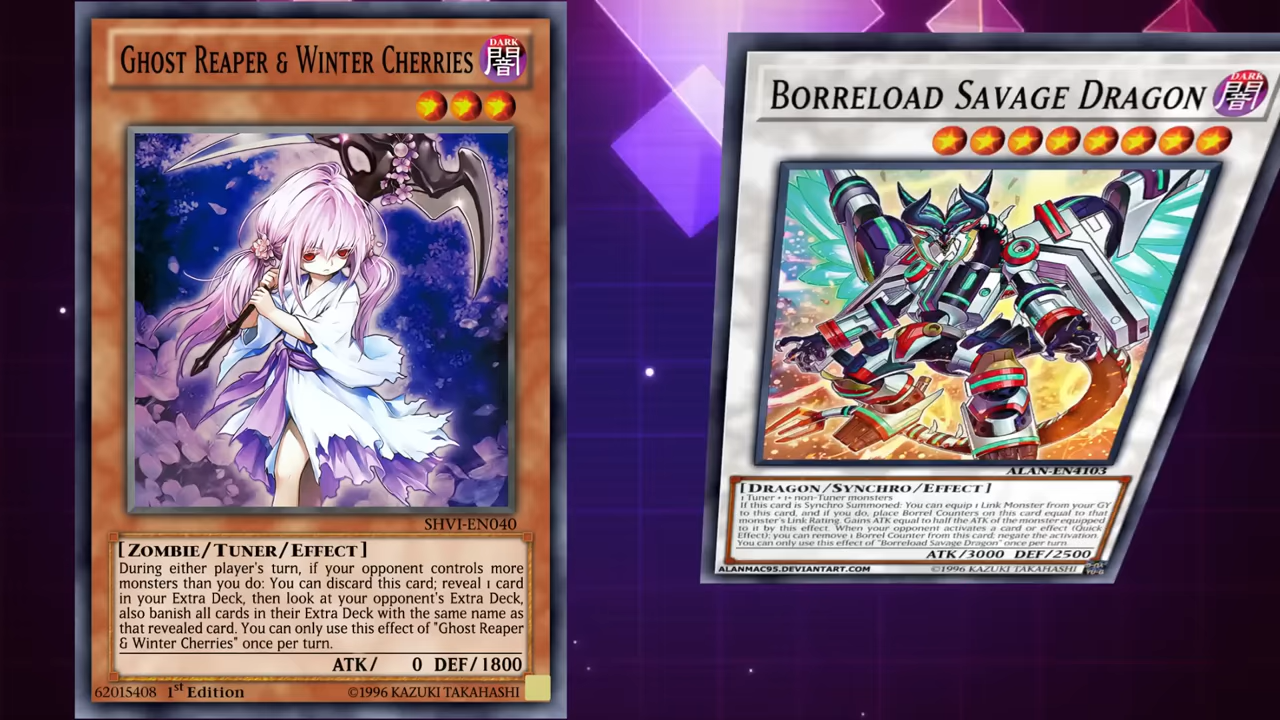 GHOST REAPER & WINTER CHERRIES
DARK
闇
SHVI-EN040
[ZOMBIE/TUNER/EFFECT]
During either player's turn, if your opponent controls more
monsters than you do: You can discard this card; reveal 1 card
in your Extra Deck, then look at your opponent's Extra Deck,
also banish all cards in their Extra Deck with the same name as
that revealed card. You can only use this effect of "Ghost Reaper
& Winter Cherries" once per turn.
ATK/ 0 DEF/1800
62015408 1st Edition ©1996 KAZUKI TAKAHASHI
BORRELOAD SAVAGE DRAGON
DARK
闇
ALAN-EN4103
[DRAGON/SYNCHRO/EFFECT]
1 Tuner + 1+ non-Tuner monsters
If this card is Synchro Summoned: You can equip 1 Link Monster from your GY
to this card, and if you do, place Borrel Counters on this card equal to that
monster's Link Rating. Gains ATK equal to half the ATK of the monster equipped
to it by this effect. When your opponent activates a card or effect (Quick
Effect): you can remove 1 Borrel Counter from this card; negate the activation.
You can only use this effect of "Borreload Savage Dragon" once per turn.
ATK/3000 DEF/2500
ALANMAC95.DEVIANTART.COM ©1996 KAZUKI TAKAHASHI